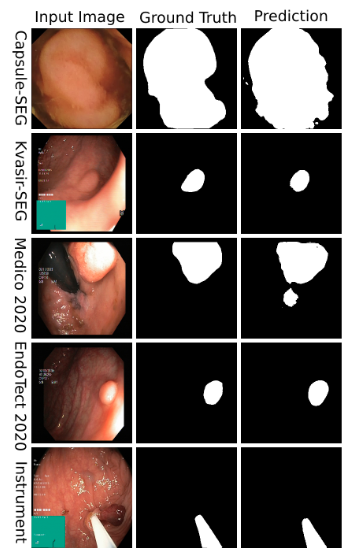 Input Image
Ground Truth
Prediction
Capsule-SEG
Kvasir-SEG
Medico 2020
EndoTect 2020
Instrument